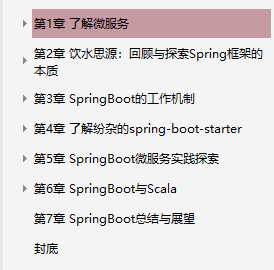 第1章 了解微服务
第2章 饮水思源：回顾与探索Spring框架的
本质
第3章 SpringBoot的工作机制
第4章 了解纷杂的spring-boot-starter
第5章 SpringBoot微服务实践探索
第6章 SpringBoot与Scala
第7章 SpringBoot总结与展望
封底